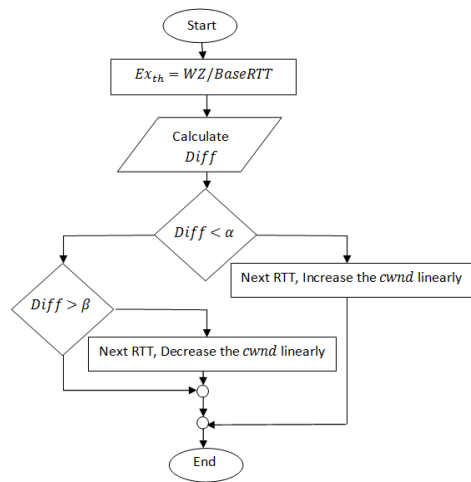 Start
Ex_th = WZ/BaseRTT
Calculate
Diff
Diff < α
Next RTT, Increase the cwnd linearly
Diff > β
Next RTT, Decrease the cwnd linearly
End